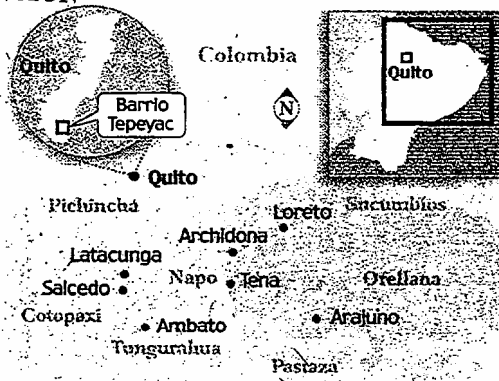 Quito
Barrio
Tepeyac
Colombia
N
Quito
Quito
Pichincha
Loreto
Sucumbíos
Archidona
Latacunga
Salcedo
Napo
Tena
Orellana
Cotopaxi
Ambato
Arajuno
Tungurahua
Pastaza